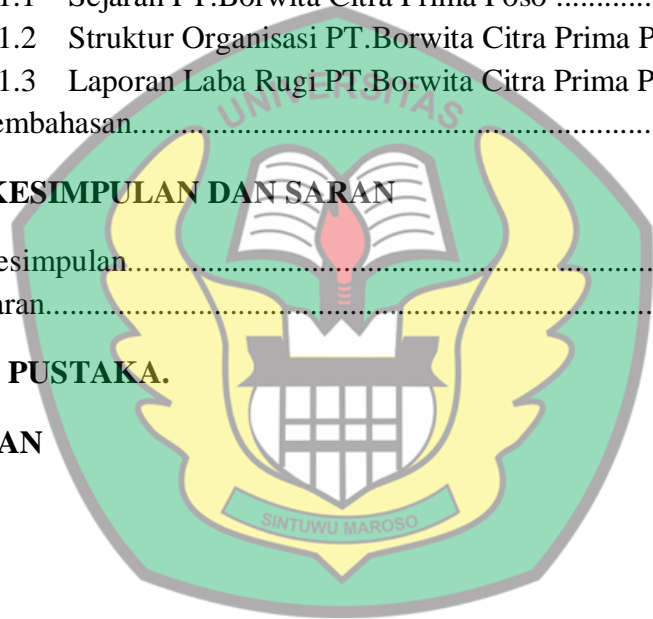 1.1 Sejarah PT.Borwita Citra Prima Poso ............
1.2 Struktur Organisasi PT.Borwita Citra Prima P
1.3 Laporan Laba Rugi PT.Borwita Citra Prima P
embahasan..............................................................
UNIVERSITAS
KESIMPULAN DAN SARAN
esimpulan..............................................................
aran..............................................................
PUSTAKA.
AN
SINTUWU MAROSO